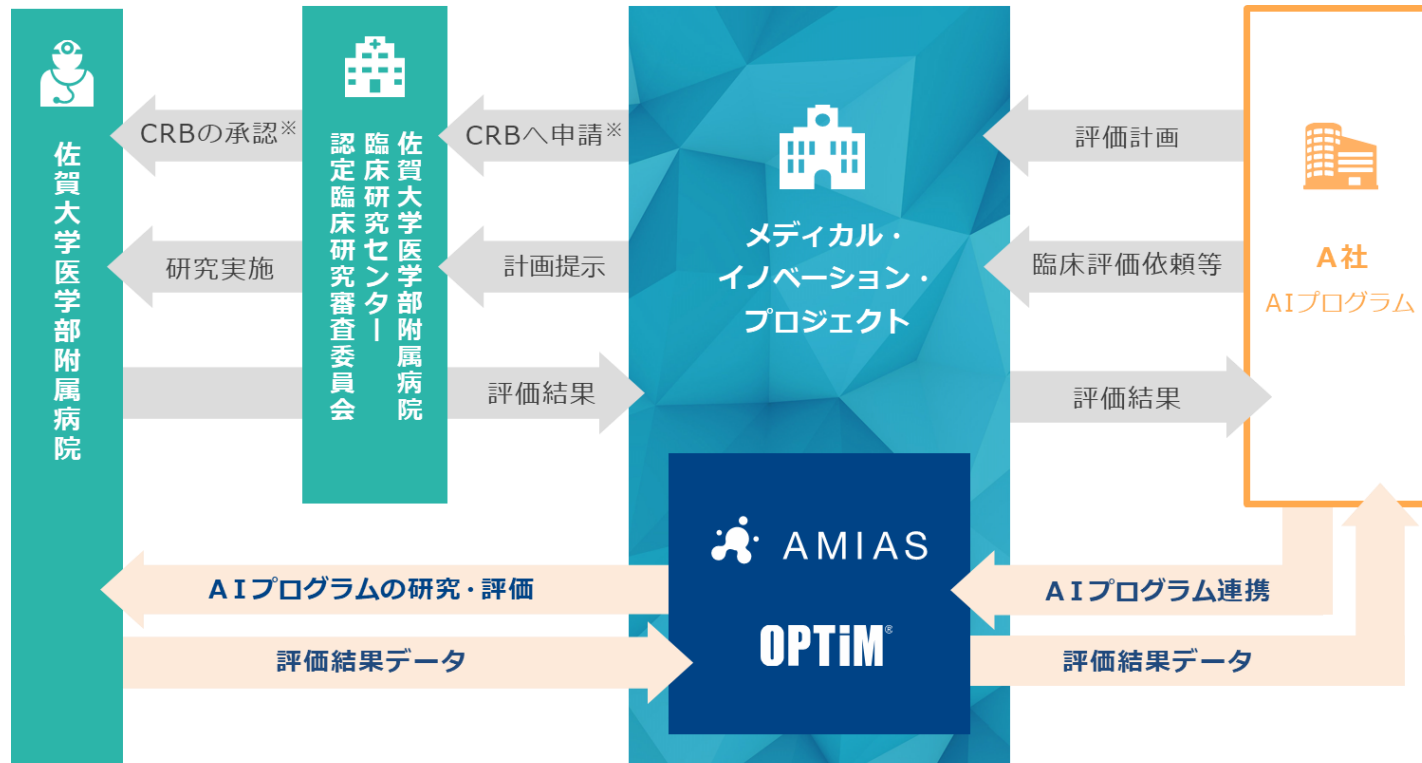 佐賀大学医学部附属病院
CRBの承認※
研究実施
佐賀大学医学部附属病院
臨床研究センター
認定臨床研究審査委員会
CRBへ申請※
計画提示
評価結果
メディカル・
イノベーション・
プロジェクト
評価計画
臨床評価依頼等
評価結果
A社
AIプログラム
AMIAS
OPTiM®
AIプログラムの研究・評価
評価結果データ
AIプログラム連携
評価結果データ